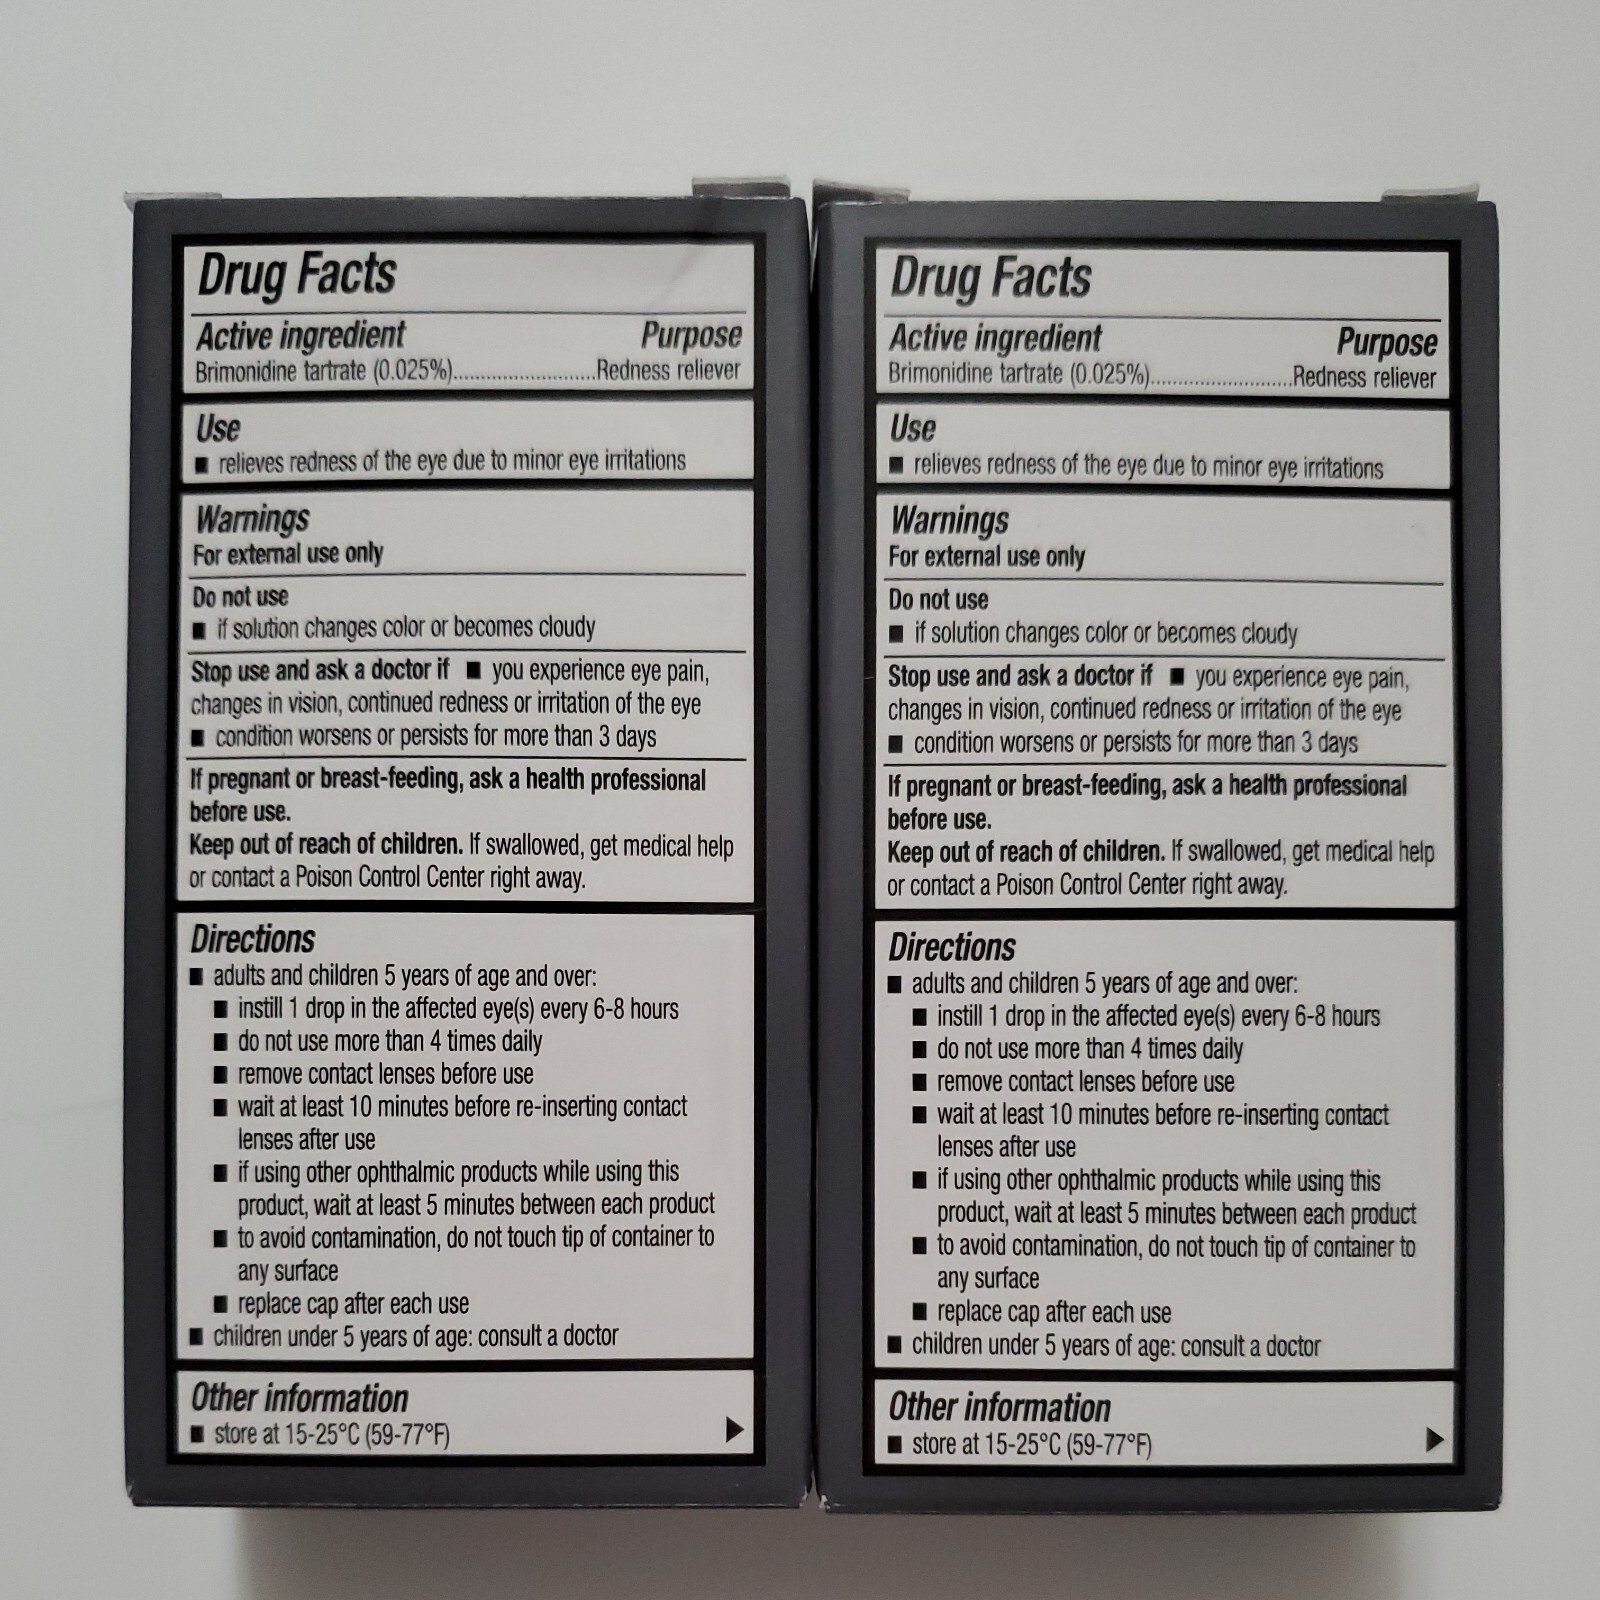 Drug Facts
Active ingredient Purpose
Brimonidine tartrate (0.025%)..........................Redness reliever
Use
■ relieves redness of the eye due to minor eye irritations
Warnings
For external use only
Do not use
■ if solution changes color or becomes cloudy
Stop use and ask a doctor if ■ you experience eye pain,
changes in vision, continued redness or irritation of the eye
■ condition worsens or persists for more than 3 days
If pregnant or breast-feeding, ask a health professional
before use.
Keep out of reach of children. If swallowed, get medical help
or contact a Poison Control Center right away.
Directions
■ adults and children 5 years of age and over:
■ instill 1 drop in the affected eye(s) every 6-8 hours
■ do not use more than 4 times daily
■ remove contact lenses before use
■ wait at least 10 minutes before re-inserting contact
lenses after use
■ if using other ophthalmic products while using this
product, wait at least 5 minutes between each product
■ to avoid contamination, do not touch tip of container to
any surface
■ replace cap after each use
■ children under 5 years of age: consult a doctor
Other information
■ store at 15-25°C (59-77°F)
Drug Facts
Active ingredient Purpose
Brimonidine tartrate (0.025%)..........................Redness reliever
Use
■ relieves redness of the eye due to minor eye irritations
Warnings
For external use only
Do not use
■ if solution changes color or becomes cloudy
Stop use and ask a doctor if ■ you experience eye pain,
changes in vision, continued redness or irritation of the eye
■ condition worsens or persists for more than 3 days
If pregnant or breast-feeding, ask a health professional
before use.
Keep out of reach of children. If swallowed, get medical help
or contact a Poison Control Center right away.
Directions
■ adults and children 5 years of age and over:
■ instill 1 drop in the affected eye(s) every 6-8 hours
■ do not use more than 4 times daily
■ remove contact lenses before use
■ wait at least 10 minutes before re-inserting contact
lenses after use
■ if using other ophthalmic products while using this
product, wait at least 5 minutes between each product
■ to avoid contamination, do not touch tip of container to
any surface
■ replace cap after each use
■ children under 5 years of age: consult a doctor
Other information
■ store at 15-25°C (59-77°F)